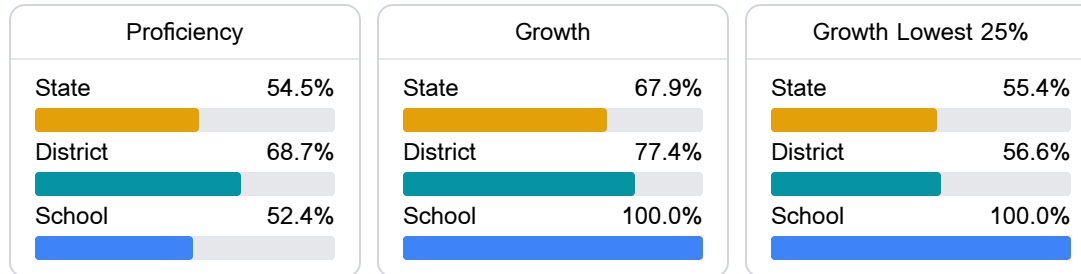 Proficiency
State 54.5%
District 68.7%
School 52.4%
Growth
State 67.9%
District 77.4%
School 100.0%
Growth Lowest 25%
State 55.4%
District 56.6%
School 100.0%